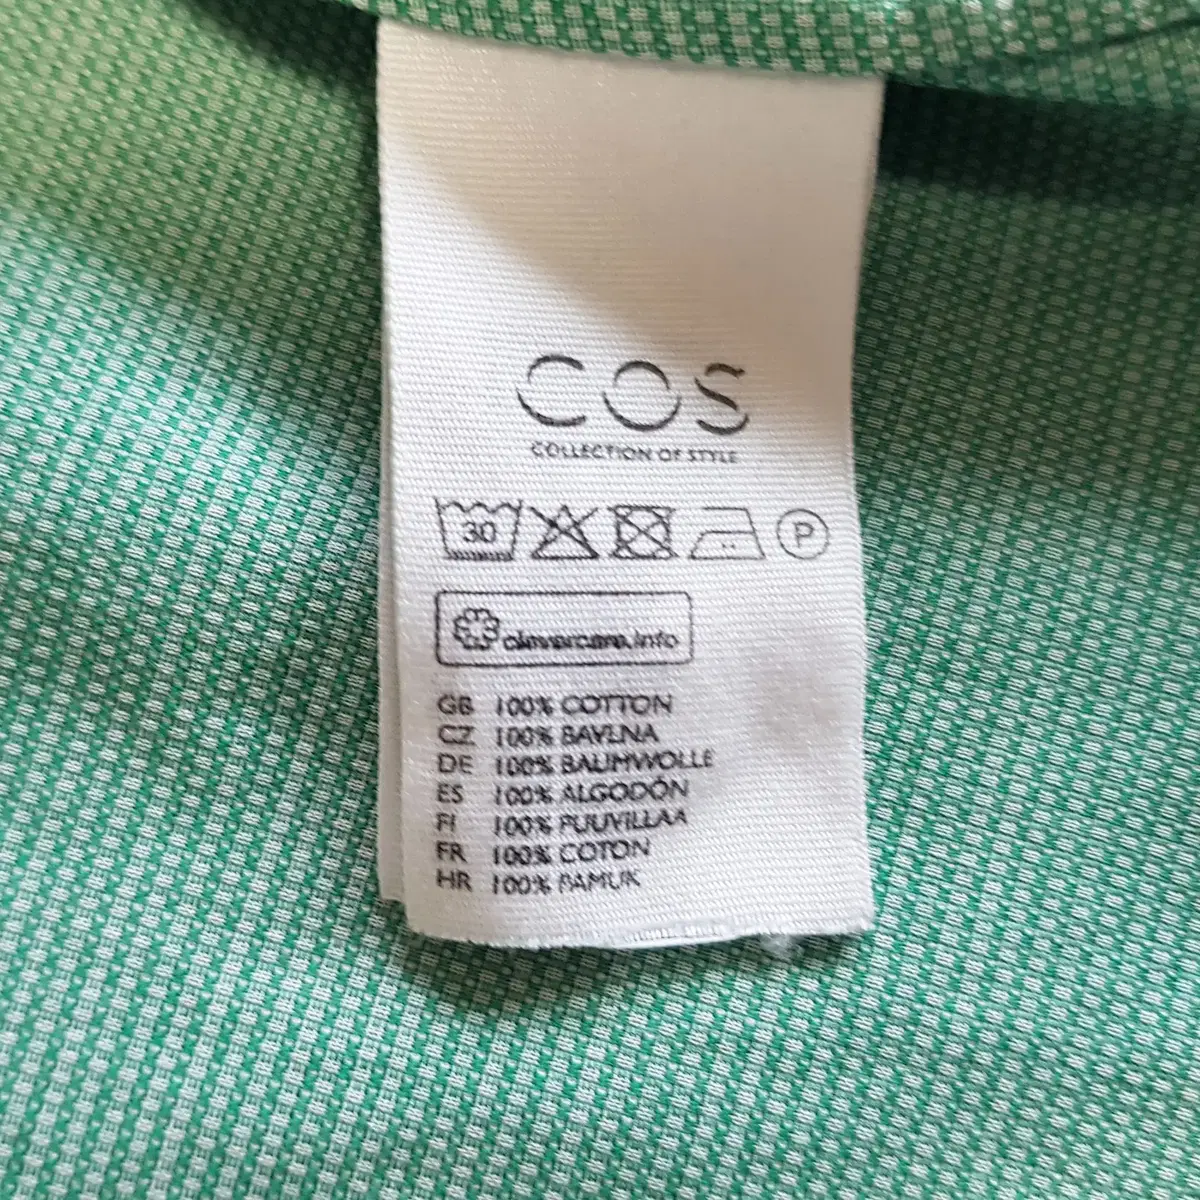 COS
COLLECTION OF STYLE
30 P
clevercare.info
GB 100% COTTON
CZ 100% BAVLNA
DE 100% BAUMWOLLE
ES 100% ALGODÓN
FI 100% PUUVILLAA
FR 100% COTON
HR 100% PAMUK